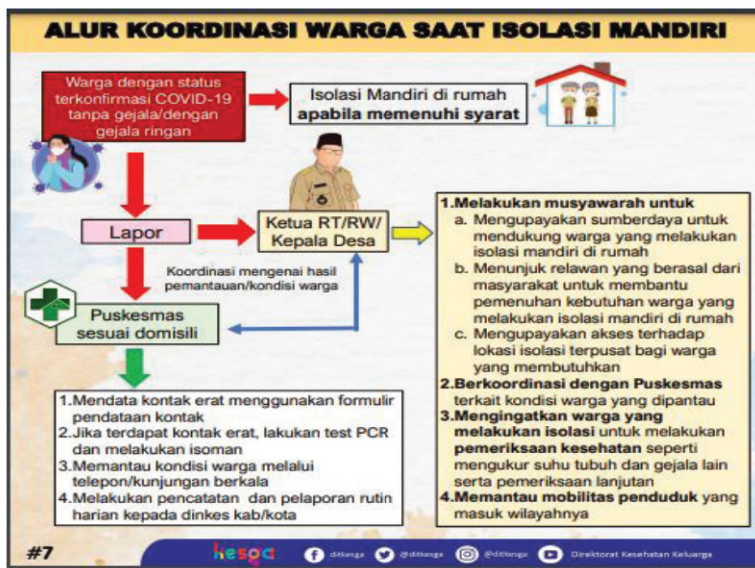 ALUR KOORDINASI WARGA SAAT ISOLASI MANDIRI
Warga dengan status
terkonfirmasi COVID-19
tanpa gejala/dengan
gejala ringan
Isolasi Mandiri di rumah
apabila memenuhi syarat
Lapor
Ketua RT/RW/
Kepala Desa
Koordinasi mengenai hasil
pemantauan/kondisi warga
Puskesmas
sesuai domisili
1.Mendata kontak erat menggunakan formulir
pendataan kontak
2.Jika terdapat kontak erat, lakukan test PCR
dan melakukan isoman
3.Memantau kondisi warga melalui
telepon/kunjungan berkala
4.Melakukan pencatatan dan pelaporan rutin
harian kepada dinkes kab/kota
1.Melakukan musyawarah untuk
a. Mengupayakan sumberdaya untuk
mendukung warga yang melakukan
isolasi mandiri di rumah
b. Menunjuk relawan yang berasal dari
masyarakat untuk membantu
pemenuhan kebutuhan warga yang
melakukan isolasi mandiri di rumah
c. Mengupayakan akses terhadap
lokasi isolasi terpusat bagi warga
yang membutuhkan
2.Berkoordinasi dengan Puskesmas
terkait kondisi warga yang dipantau
3.Mengingatkan warga yang
melakukan isolasi untuk melakukan
pemeriksaan kesehatan seperti
mengukur suhu tubuh dan gejala lain
serta pemeriksaan lanjutan
4.Memantau mobilitas penduduk yang
masuk wilayahnya
#7
kesga
ditkesga
@ditkesga
@ditkesga
Direktorat Kesehatan Keluarga